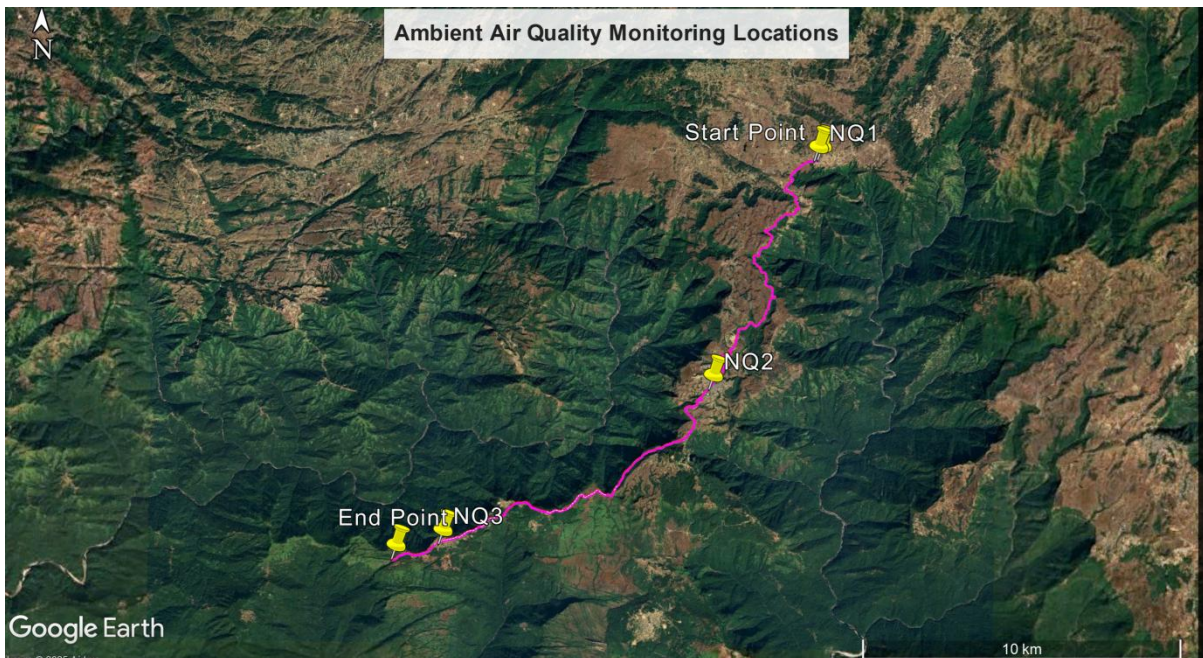 Ambient Air Quality Monitoring Locations
N
Start Point
NQ1
NQ2
End Point
NQ3
Google Earth
10 km